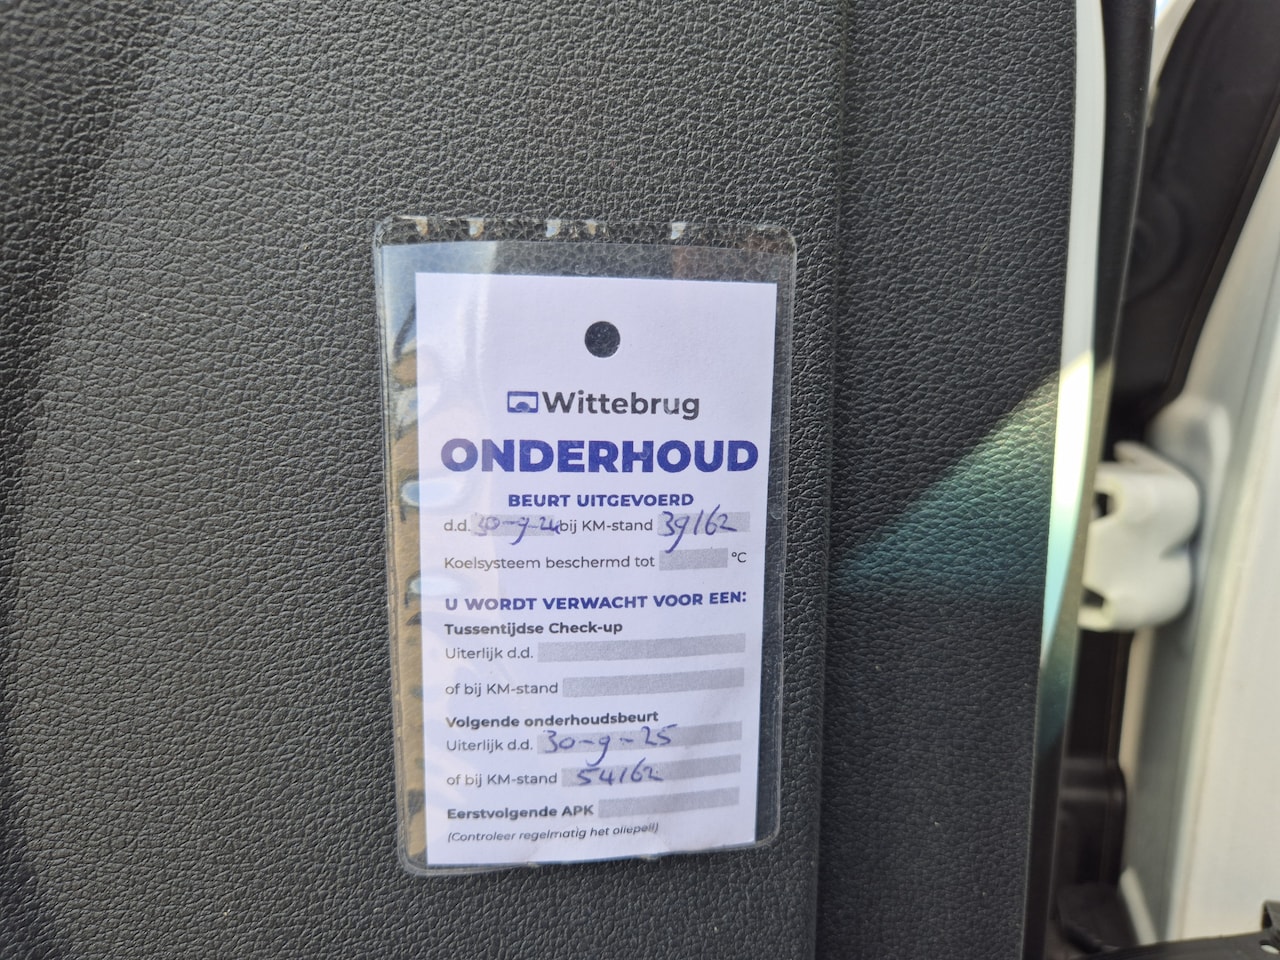 Wittebrug
ONDERHOUD
BEURT UITGEVOERD
d.d. 30-9-24 bij KM-stand 39162
Koelsysteem beschermd tot °C
U WORDT VERWACHT VOOR EEN:
Tussentijdse Check-up
Uiterlijk d.d.
of bij KM-stand
Volgende onderhoudsbeurt
Uiterlijk d.d. 30-9-25
of bij KM-stand 54162
Eerstvolgende APK
(Controleer regelmatig het oliepeil)